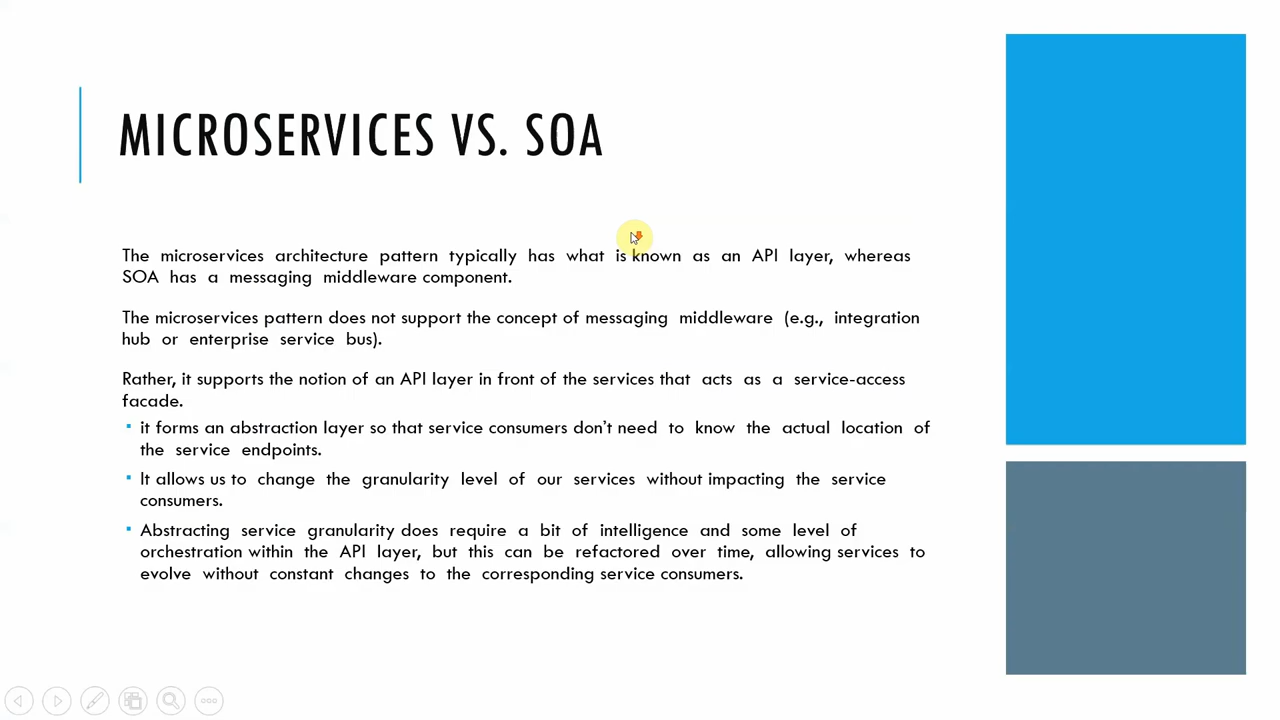 MICROSERVICES VS. SOA
The microservices architecture pattern typically has what is known as an API layer, whereas
SOA has a messaging middleware component.
The microservices pattern does not support the concept of messaging middleware (e.g., integration
hub or enterprise service bus).
Rather, it supports the notion of an API layer in front of the services that acts as a service-access
facade.
▪ it forms an abstraction layer so that service consumers don’t need to know the actual location of
the service endpoints.
▪ It allows us to change the granularity level of our services without impacting the service
consumers.
▪ Abstracting service granularity does require a bit of intelligence and some level of
orchestration within the API layer, but this can be refactored over time, allowing services to
evolve without constant changes to the corresponding service consumers.